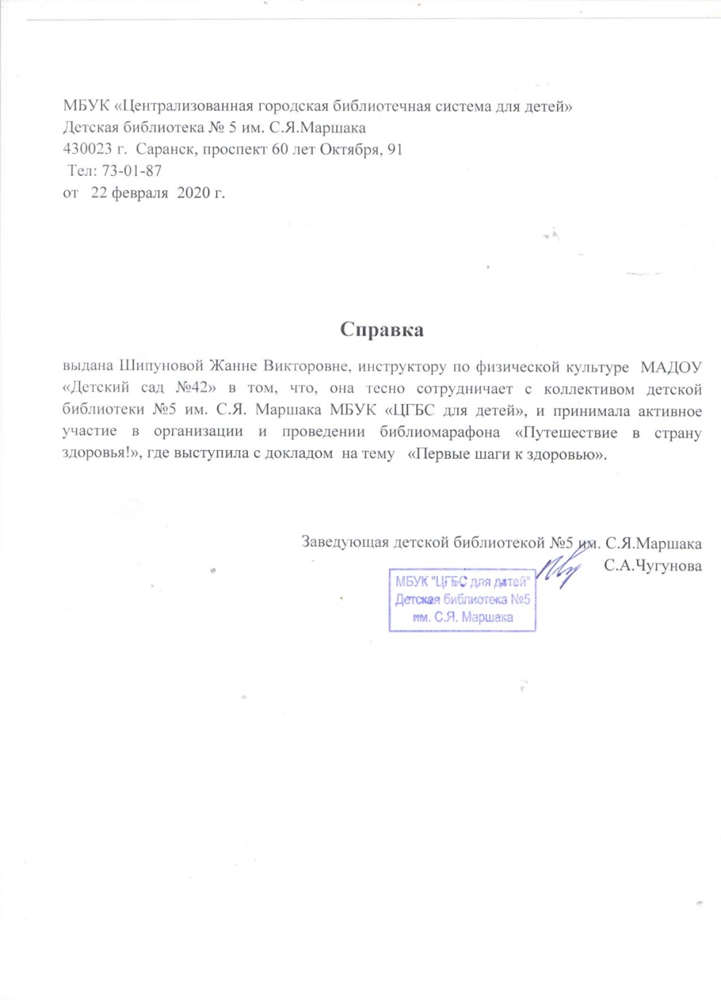 МБУК «Централизованная городская библиотечная система для детей»
Детская библиотека № 5 им. С.Я.Маршака
430023 г. Саранск, проспект 60 лет Октября, 91
Тел: 73-01-87
от 22 февраля 2020 г.
Справка
выдана Шипуновой Жанне Викторовне, инструктору по физической культуре МАДОУ
«Детский сад №42» в том, что, она тесно сотрудничает с коллективом детской
библиотеки №5 им. С.Я. Маршака МБУК «ЦГБС для детей», и принимала активное
участие в организации и проведении библиомарафона «Путешествие в страну
здоровья!», где выступила с докладом на тему «Первые шаги к здоровью».
Заведующая детской библиотекой №5 им. С.Я.Маршака
С.А.Чугунова
МБУК "ЦГБС для детей"
Детская библиотека №5
им. С.Я. Маршака